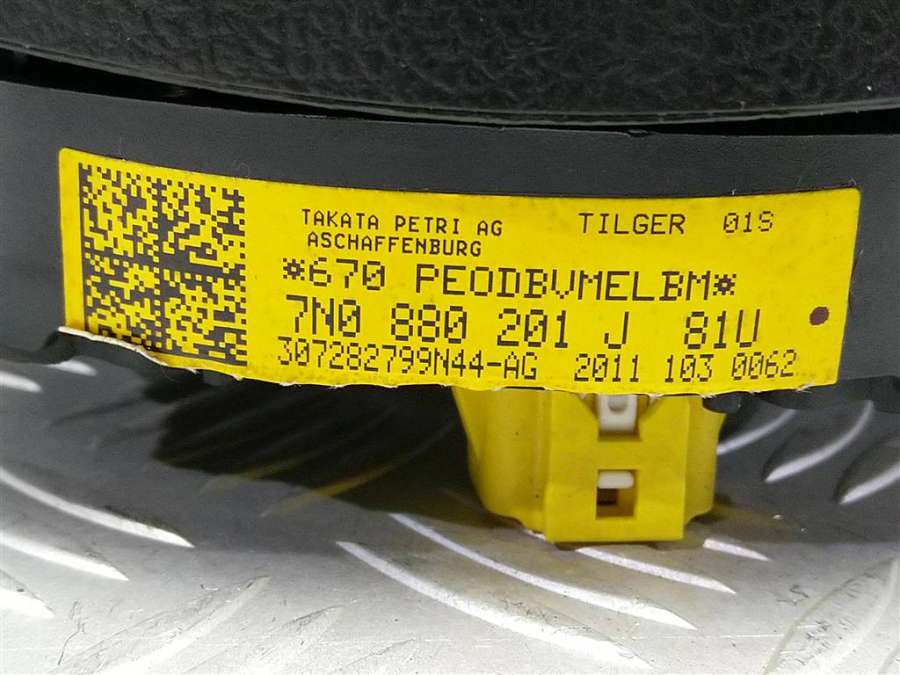 TAKATA PETRI AG TILGER 01S
ASCHAFFENBURG
*670 PEODBVMELBM*
7N0 880 201 J 81U
307282799N44-AG 2011 103 0062